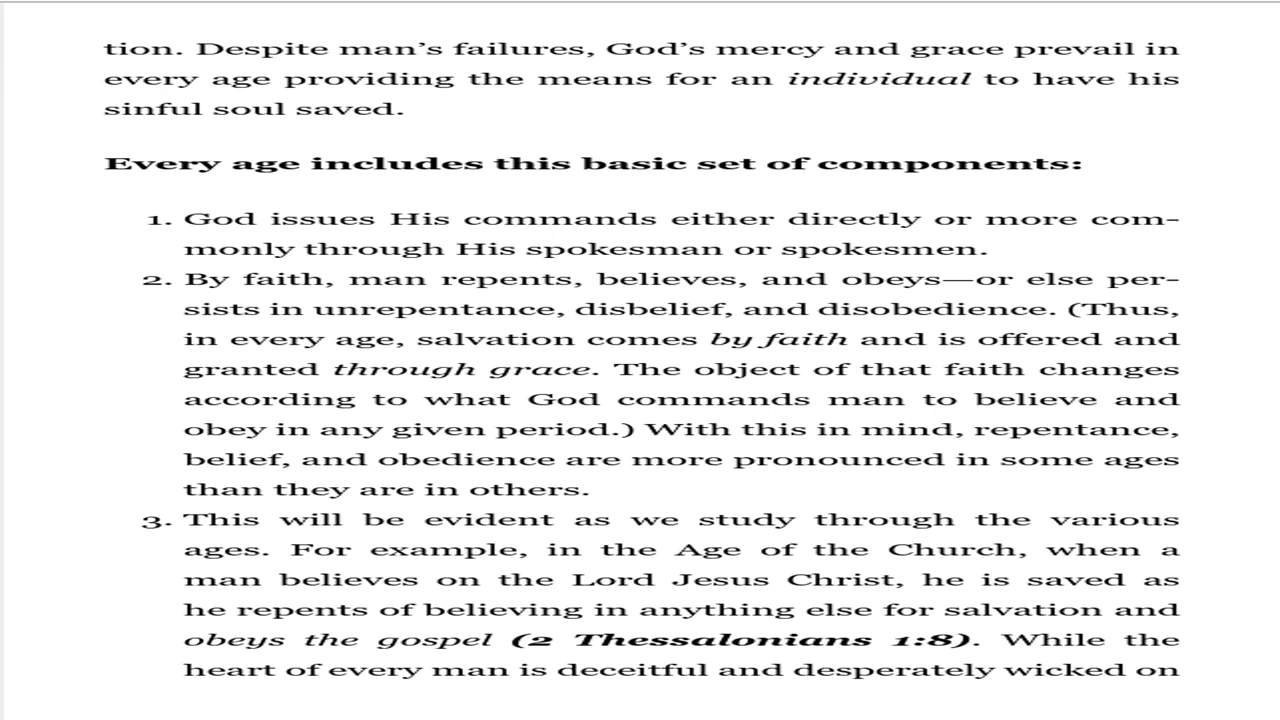 tion. Despite man’s failures, God’s mercy and grace prevail in
every age providing the means for an individual to have his
sinful soul saved.
Every age includes this basic set of components:
1. God issues His commands either directly or more com-
monly through His spokesman or spokesmen.
2. By faith, man repents, believes, and obeys—or else per-
sists in unrepentance, disbelief, and disobedience. (Thus,
in every age, salvation comes by faith and is offered and
granted through grace. The object of that faith changes
according to what God commands man to believe and
obey in any given period.) With this in mind, repentance,
belief, and obedience are more pronounced in some ages
than they are in others.
3. This will be evident as we study through the various
ages. For example, in the Age of the Church, when a
man believes on the Lord Jesus Christ, he is saved as
he repents of believing in anything else for salvation and
obeys the gospel (2 Thessalonians 1:8). While the
heart of every man is deceitful and desperately wicked on